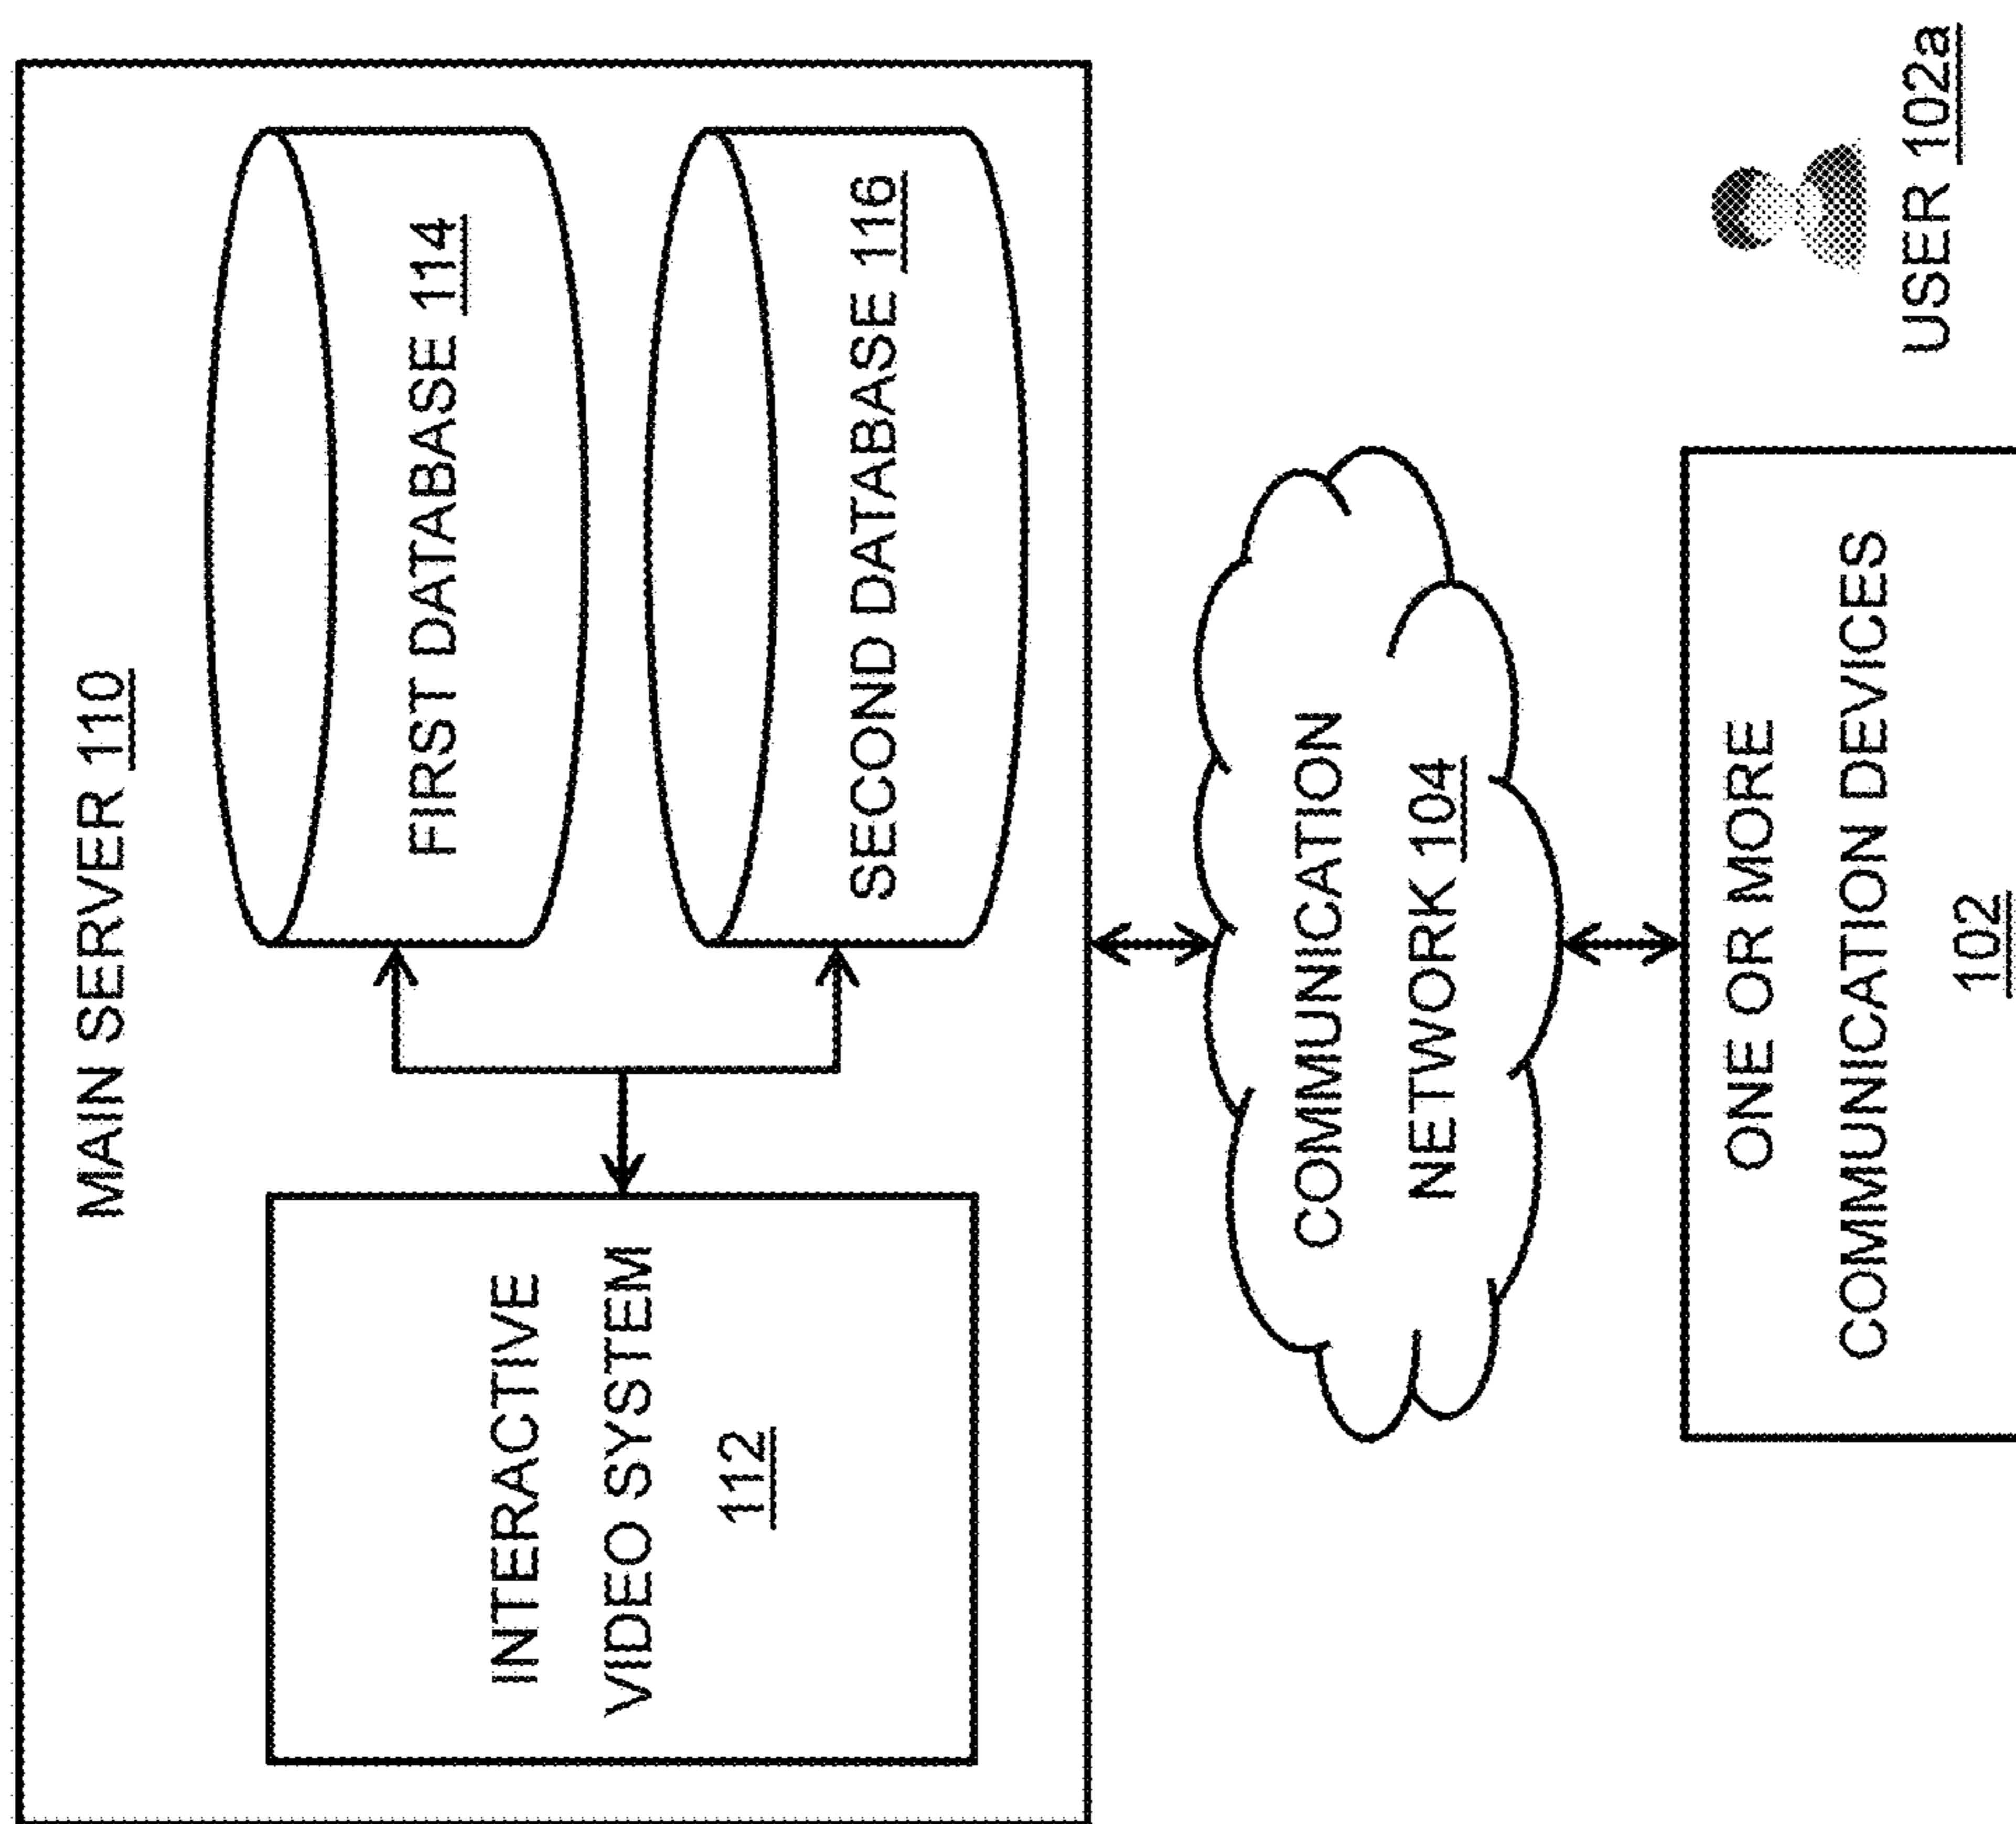 MAIN SERVER 110
INTERACTIVE
VIDEO SYSTEM
112
FIRST DATABASE 114
SECOND DATABASE 116
COMMUNICATION
NETWORK 104
ONE OR MORE
COMMUNICATION DEVICES
102
USER 102a